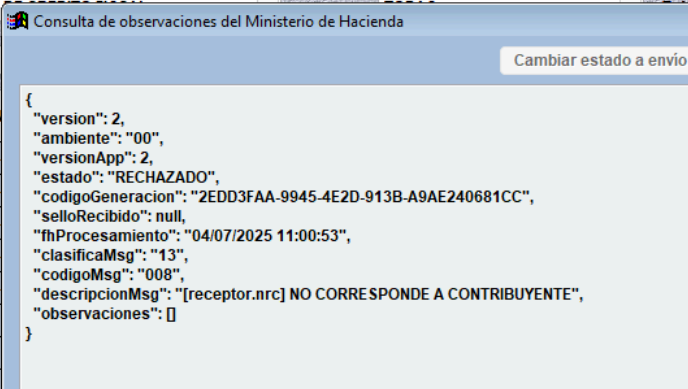 Consulta de observaciones del Ministerio de Hacienda
Cambiar estado a envío
{
"version": 2,
"ambiente": "00",
"versionApp": 2,
"estado": "RECHAZADO",
"codigoGeneracion": "2EDD3FAA-9945-4E2D-913B-A9AE240681CC",
"selloRecibido": null,
"fhProcesamiento": "04/07/2025 11:00:53",
"clasificaMsg": "13",
"codigoMsg": "008",
"descripcionMsg": "[receptor.nrc] NO CORRESPONDE A CONTRIBUYENTE",
"observaciones": []
}